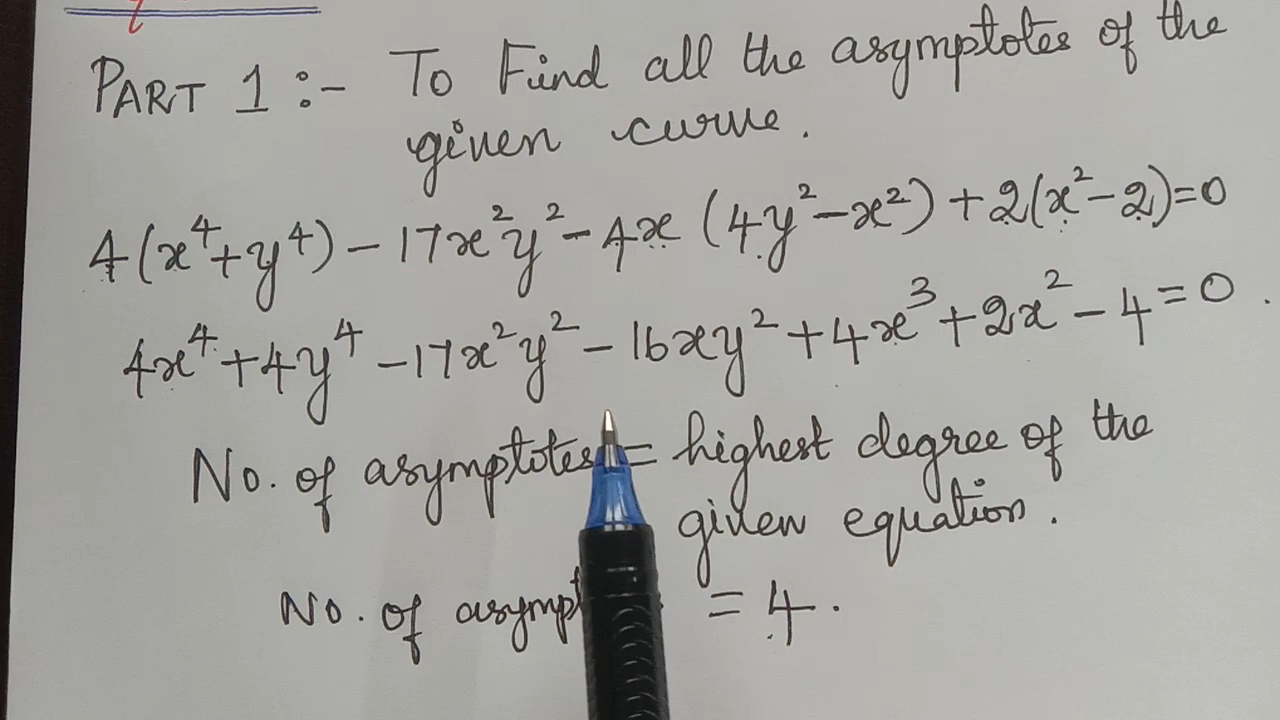 PART 1 :- To Find all the asymptotes of the
given curve.
4(x⁴+y⁴) - 17x²y² - 4x (4y² - x²) + 2(x² - 2) = 0
4x⁴ + 4y⁴ - 17x²y² - 16xy² + 4x³ + 2x² - 4 = 0 .
No. of asymptotes = highest degree of the
given equation.
No. of asympt = 4.